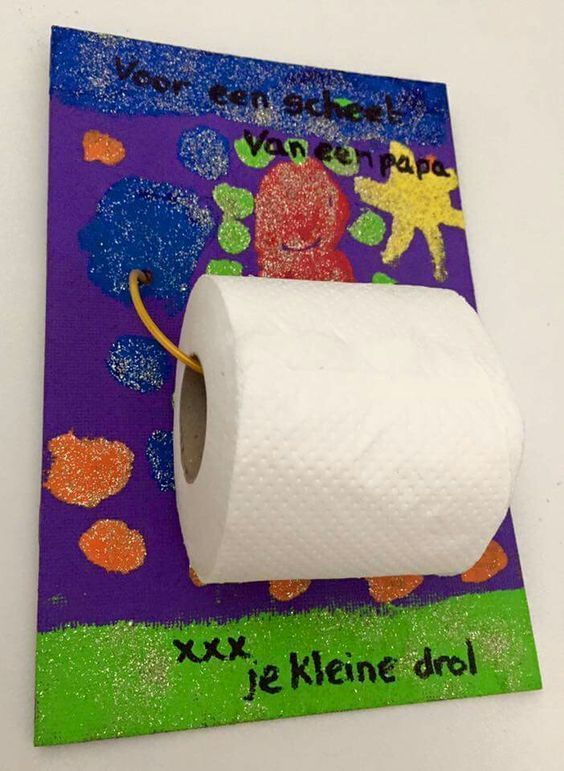 Voor een scheet
Van een papa
xxx
je kleine drol